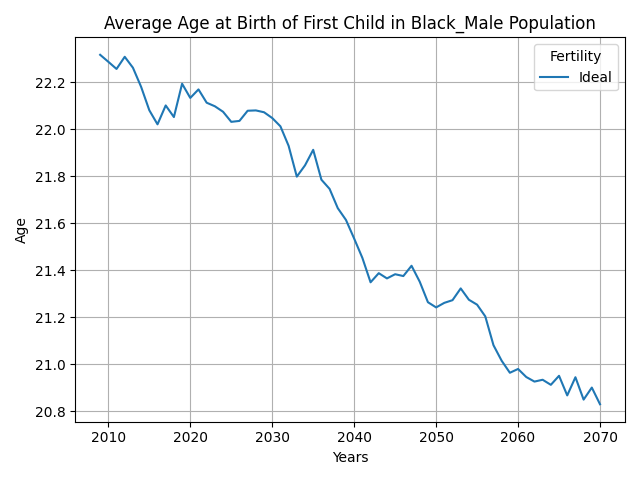 Average Age at Birth of First Child in Black_Male Population
Fertility
Ideal
22.2
22.0
21.8
21.6
21.4
21.2
21.0
20.8
Age
2010 2020 2030 2040 2050 2060 2070
Years